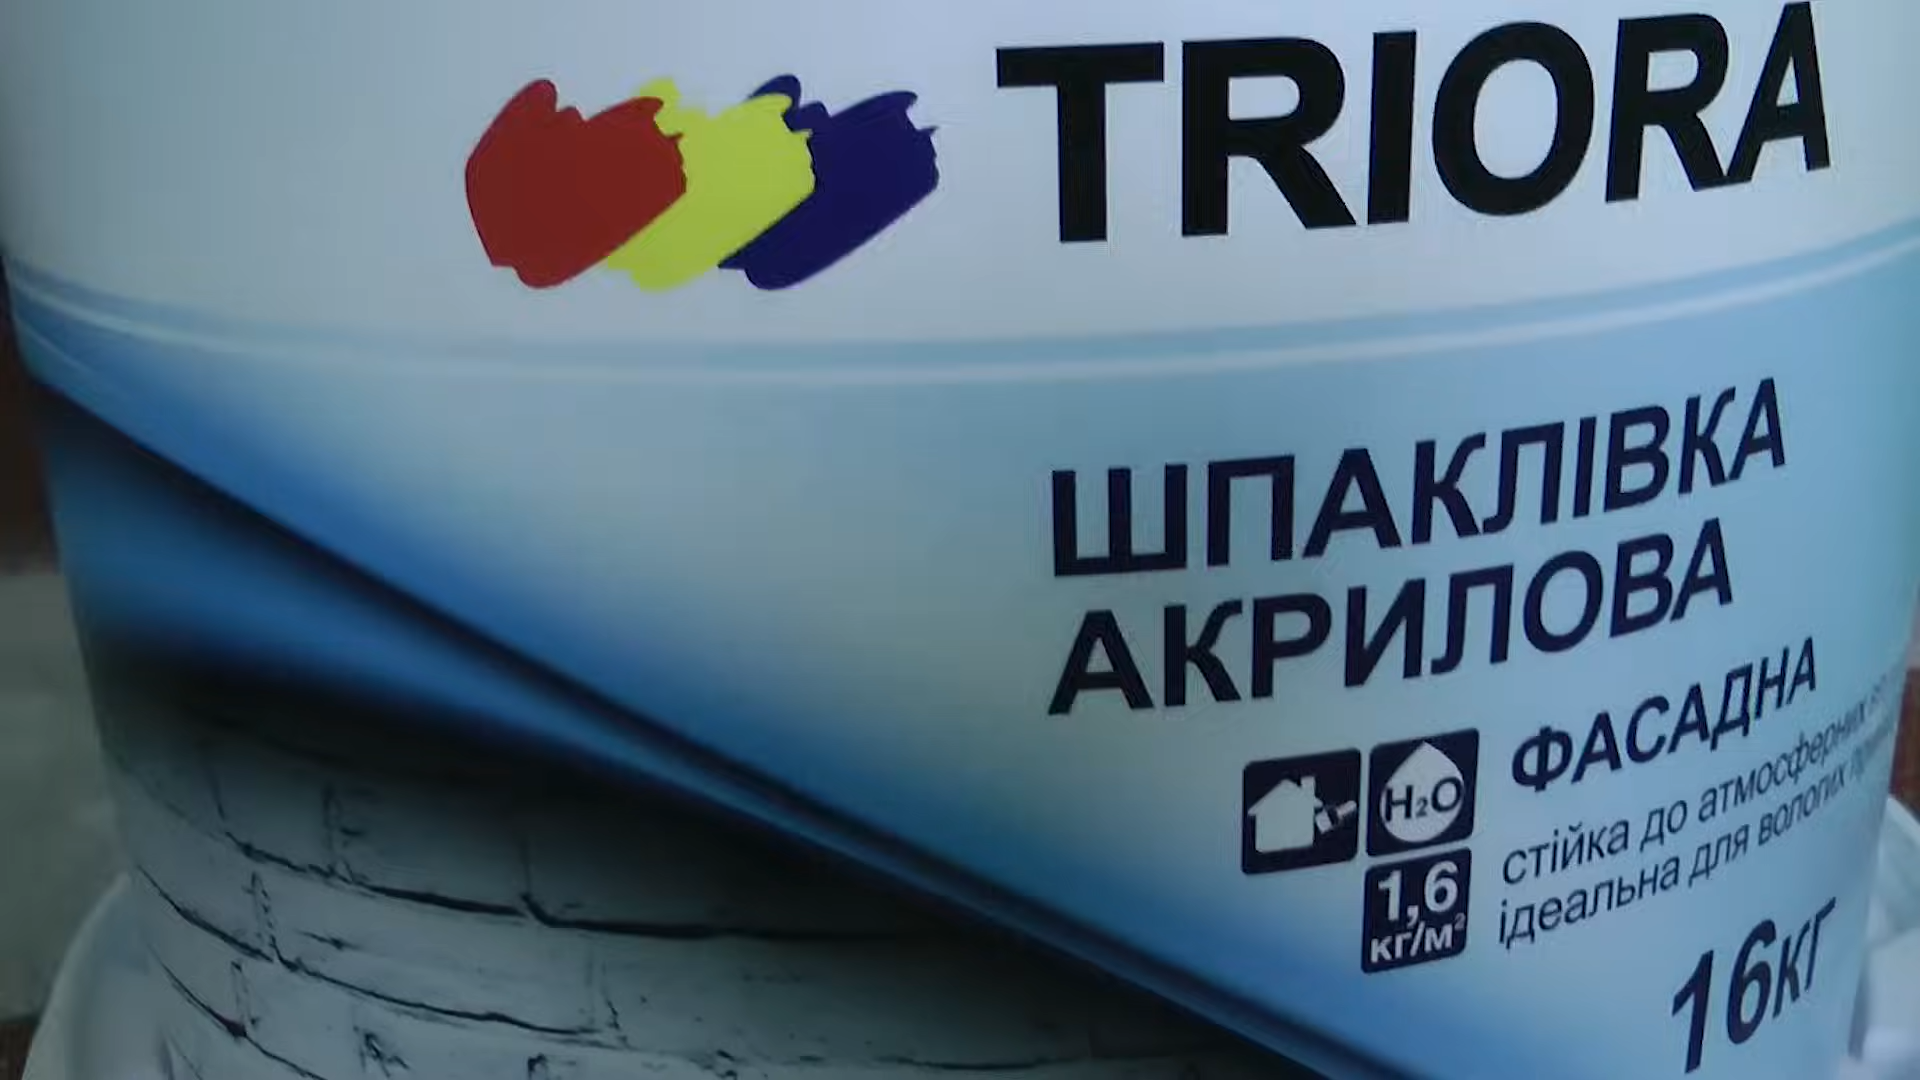 TRIORA
ШПАКЛІВКА
АКРИЛОВА
ФАСАДНА
H₂O
стійка до атмосферних
ідеальна для вологих
1,6
кг/м²
16кг